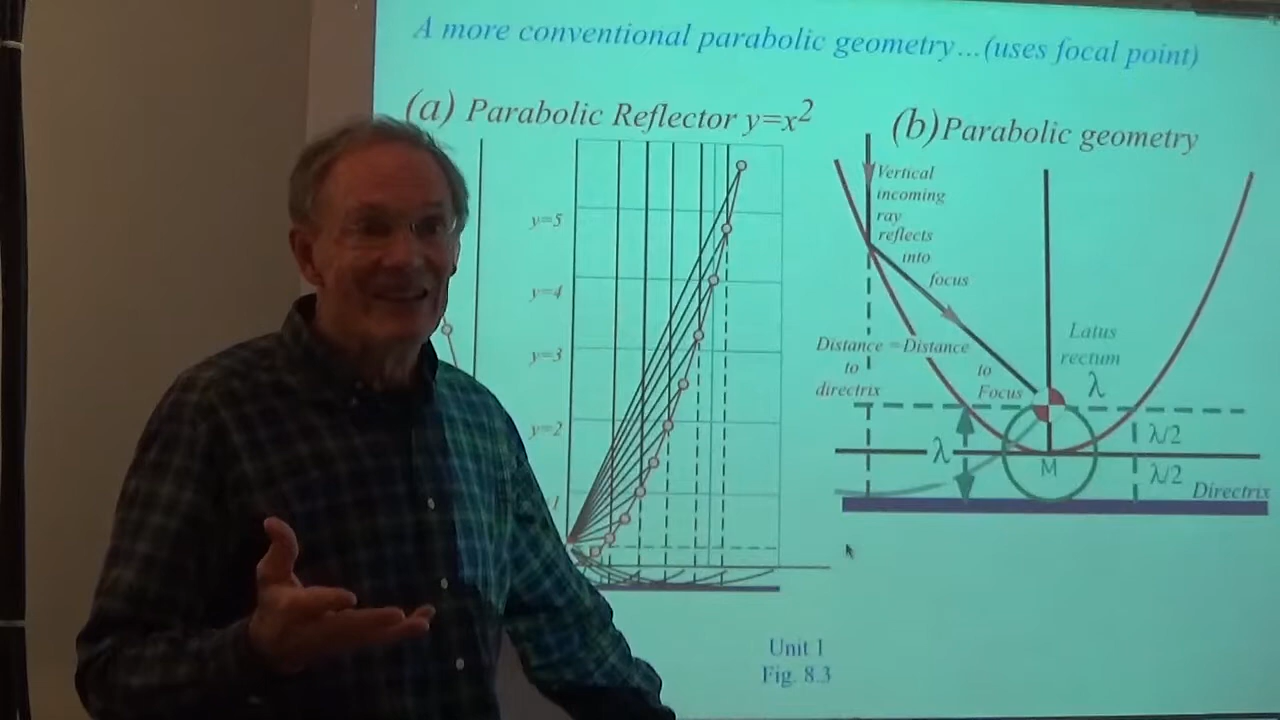 A more conventional parabolic geometry...(uses focal point)
(a) Parabolic Reflector y=x2
y=5
y=4
y=3
y=2
1
(b)Parabolic geometry
Vertical
incoming
ray
reflects
into
focus
Distance = Distance
to
directrix
to
Focus
Latus
rectum
λ
λ
λ/2
λ/2
M
Directrix
Unit 1
Fig. 8.3